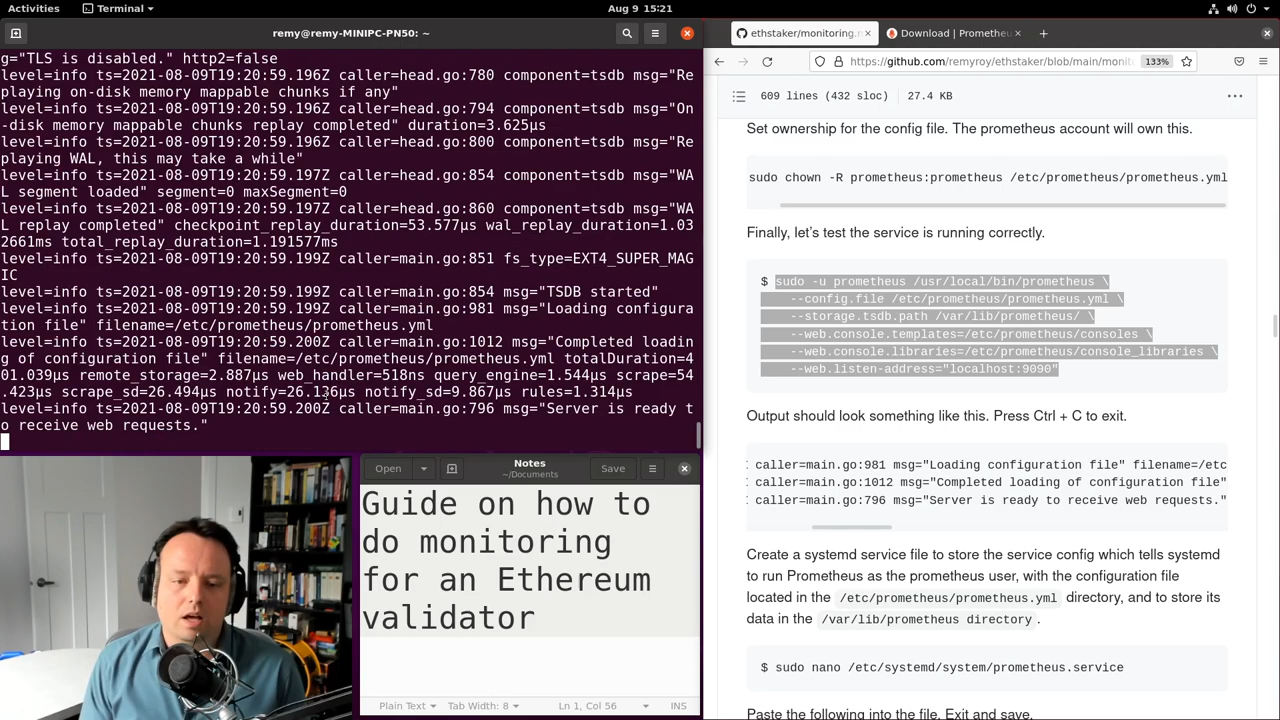 Activities
Terminal
Aug 9  15:21
remy@remy-MINIPC-PN50: ~
g="TLS is disabled." http2=false
level=info ts=2021-08-09T19:20:59.196Z caller=head.go:780 component=tsdb msg="Re
playing on-disk memory mappable chunks if any"
level=info ts=2021-08-09T19:20:59.196Z caller=head.go:794 component=tsdb msg="On
-disk memory mappable chunks replay completed" duration=3.625µs
level=info ts=2021-08-09T19:20:59.196Z caller=head.go:800 component=tsdb msg="Re
playing WAL, this may take a while"
level=info ts=2021-08-09T19:20:59.197Z caller=head.go:854 component=tsdb msg="WA
L segment loaded" segment=0 maxSegment=0
level=info ts=2021-08-09T19:20:59.197Z caller=head.go:860 component=tsdb msg="WA
L replay completed" checkpoint_replay_duration=53.577µs wal_replay_duration=1.03
2661ms total_replay_duration=1.191577ms
level=info ts=2021-08-09T19:20:59.199Z caller=main.go:851 fs_type=EXT4_SUPER_MAG
IC
level=info ts=2021-08-09T19:20:59.199Z caller=main.go:854 msg="TSDB started"
level=info ts=2021-08-09T19:20:59.199Z caller=main.go:981 msg="Loading configura
tion file" filename=/etc/prometheus/prometheus.yml
level=info ts=2021-08-09T19:20:59.200Z caller=main.go:1012 msg="Completed loadin
g of configuration file" filename=/etc/prometheus/prometheus.yml totalDuration=4
01.039µs remote_storage=2.887µs web_handler=518ns query_engine=1.544µs scrape=54
.423µs scrape_sd=26.494µs notify=26.136µs notify_sd=9.867µs rules=1.314µs
level=info ts=2021-08-09T19:20:59.200Z caller=main.go:796 msg="Server is ready t
o receive web requests."
Open
Notes
~/Documents
Save
Guide on how to
do monitoring
for an Ethereum
validator
Plain Text
Tab Width: 8
Ln 1, Col 56
INS
ethstaker/monitoring.m
Download | Prometheu
https://github.com/remyroy/ethstaker/blob/main/monit
133%
609 lines (432 sloc)
27.4 KB
Set ownership for the config file. The prometheus account will own this.
sudo chown -R prometheus:prometheus /etc/prometheus/prometheus.yml
Finally, let's test the service is running correctly.
$ sudo -u prometheus /usr/local/bin/prometheus \
--config.file /etc/prometheus/prometheus.yml \
--storage.tsdb.path /var/lib/prometheus/ \
--web.console.templates=/etc/prometheus/consoles \
--web.console.libraries=/etc/prometheus/console_libraries \
--web.listen-address="localhost:9090"
Output should look something like this. Press Ctrl + C to exit.
caller=main.go:981 msg="Loading configuration file" filename=/etc
caller=main.go:1012 msg="Completed loading of configuration file"
caller=main.go:796 msg="Server is ready to receive web requests."
Create a systemd service file to store the service config which tells systemd
to run Prometheus as the prometheus user, with the configuration file
located in the /etc/prometheus/prometheus.yml directory, and to store its
data in the /var/lib/prometheus directory .
$ sudo nano /etc/systemd/system/prometheus.service
Paste the following into the file. Exit and save.